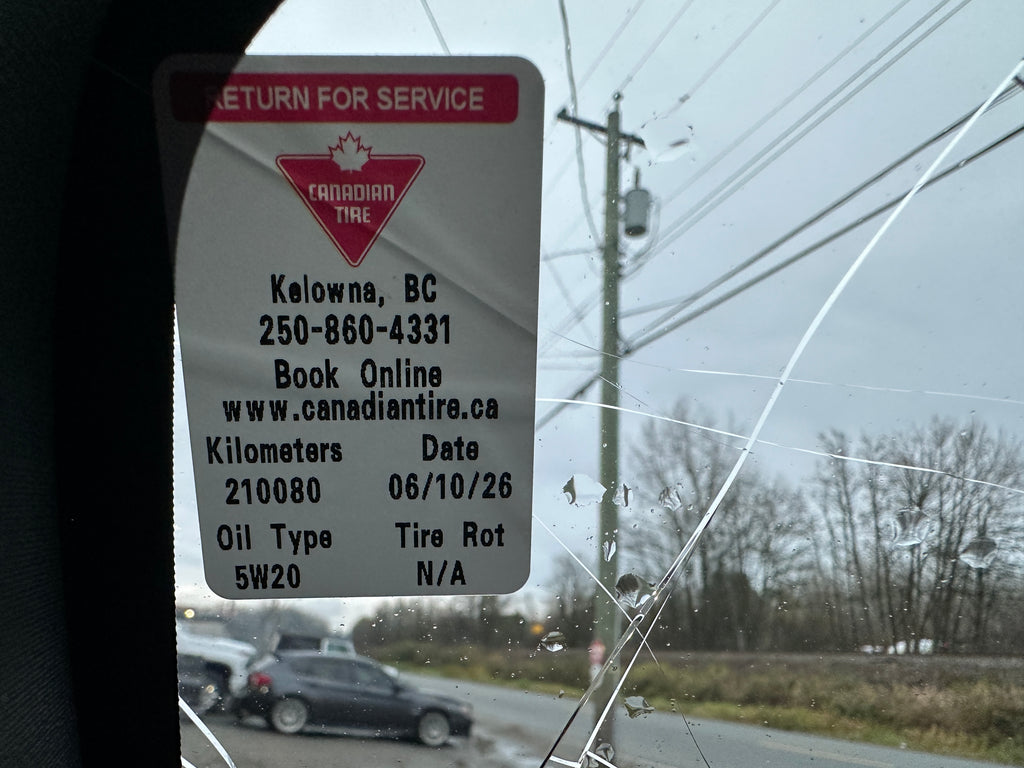 RETURN FOR SERVICE
CANADIAN
TIRE
Kelowna, BC
250-860-4331
Book Online
www.canadiantire.ca
Kilometers Date
210080 06/10/26
Oil Type Tire Rot
5W20 N/A